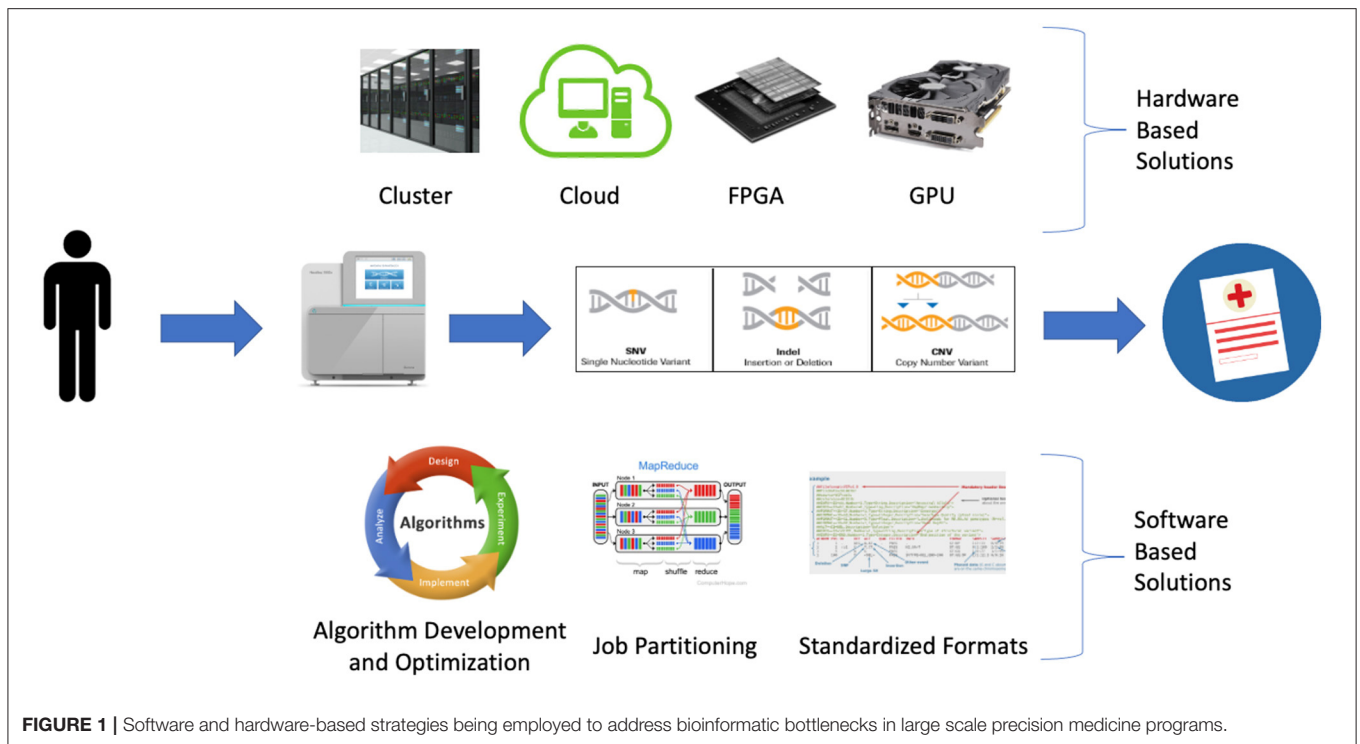 Hardware
Based
Solutions
Cluster
Cloud
FPGA
GPU
SNV
Single Nucleotide Variant
Indel
Insertion or Deletion
CNV
Copy Number Variant
Design
Experiment
Implement
Analyze
Algorithms
MapReduce
INPUT
OUTPUT
Node 1
Node 2
Node 3
map
shuffle
reduce
ComputerHope.com
Software
Based
Solutions
Algorithm Development
and Optimization
Job Partitioning
Standardized Formats
FIGURE 1 | Software and hardware-based strategies being employed to address bioinformatic bottlenecks in large scale precision medicine programs.